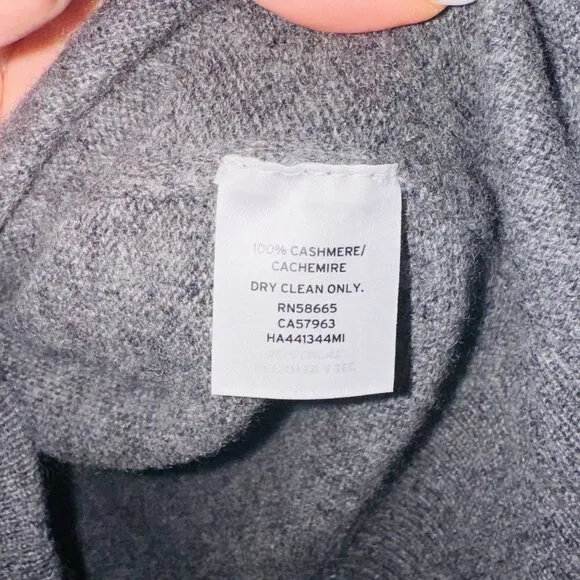 100% CASHMERE/
CACHEMIRE
DRY CLEAN ONLY.
RN58665
CA57963
HA441344MI